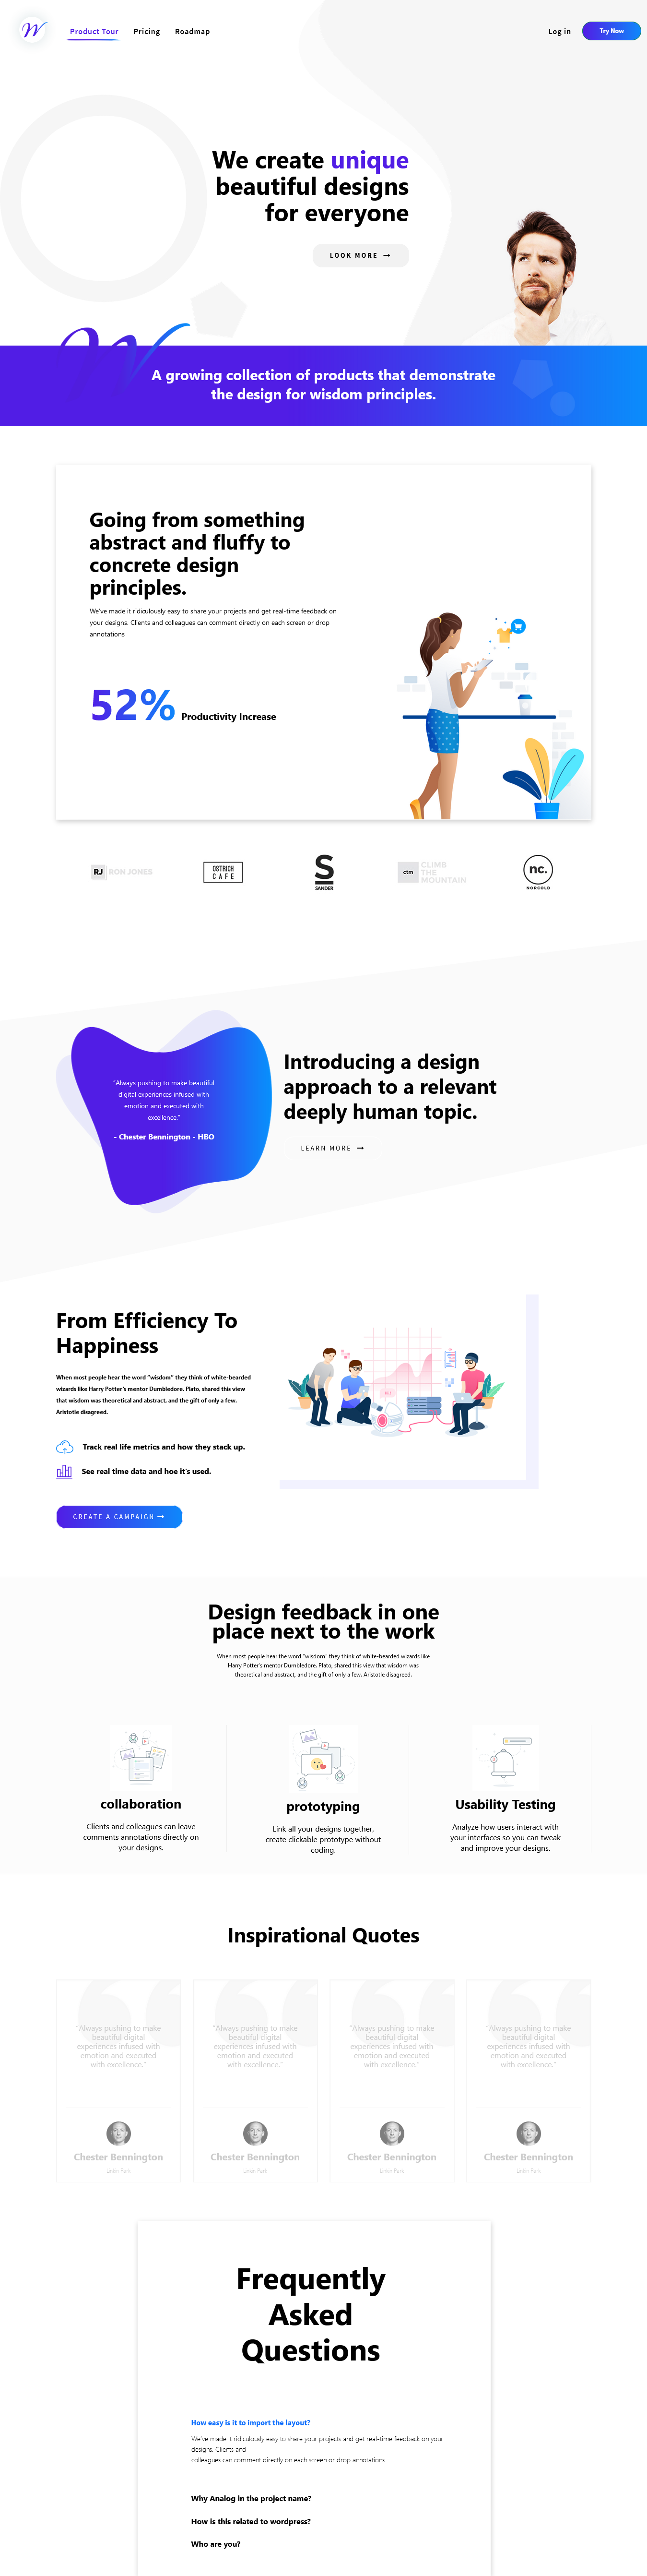 W
Product Tour
Pricing
Roadmap
Log in
Try Now
We create unique
beautiful designs
for everyone
LOOK MORE
W
A growing collection of products that demonstrate
the design for wisdom principles.
Going from something
abstract and fluffy to
concrete design
principles.
We've made it ridiculously easy to share your projects and get real-time feedback on
your designs. Clients and colleagues can comment directly on each screen or drop
annotations
52% Productivity Increase
RJ RON JONES
OSTRICH
CAFE
S
SANDER
ctm
CLIMB
THE
MOUNTAIN
nc.
NORCOLD
"Always pushing to make beautiful
digital experiences infused with
emotion and executed with
excellence."
- Chester Bennington - HBO
Introducing a design
approach to a relevant
deeply human topic.
LEARN MORE
From Efficiency To
Happiness
When most people hear the word "wisdom" they think of white-bearded
wizards like Harry Potter's mentor Dumbledore. Plato, shared this view
that wisdom was theoretical and abstract, and the gift of only a few.
Aristotle disagreed.
Track real life metrics and how they stack up.
See real time data and hoe it's used.
CREATE A CAMPAIGN
Design feedback in one
place next to the work
When most people hear the word "wisdom" they think of white-bearded wizards like
Harry Potter's mentor Dumbledore. Plato, shared this view that wisdom was
theoretical and abstract, and the gift of only a few. Aristotle disagreed.
collaboration
Clients and colleagues can leave
comments annotations directly on
your designs.
prototyping
Link all your designs together,
create clickable prototype without
coding.
Usability Testing
Analyze how users interact with
your interfaces so you can tweak
and improve your designs.
Inspirational Quotes
"Always pushing to make
beautiful digital
experiences infused with
emotion and executed
with excellence."
Chester Bennington
Linkin Park
"Always pushing to make
beautiful digital
experiences infused with
emotion and executed
with excellence."
Chester Bennington
Linkin Park
"Always pushing to make
beautiful digital
experiences infused with
emotion and executed
with excellence."
Chester Bennington
Linkin Park
"Always pushing to make
beautiful digital
experiences infused with
emotion and executed
with excellence."
Chester Bennington
Linkin Park
Frequently
Asked
Questions
How easy is it to import the layout?
We've made it ridiculously easy to share your projects and get real-time feedback on your
designs. Clients and
colleagues can comment directly on each screen or drop annotations
Why Analog in the project name?
How is this related to wordpress?
Who are you?